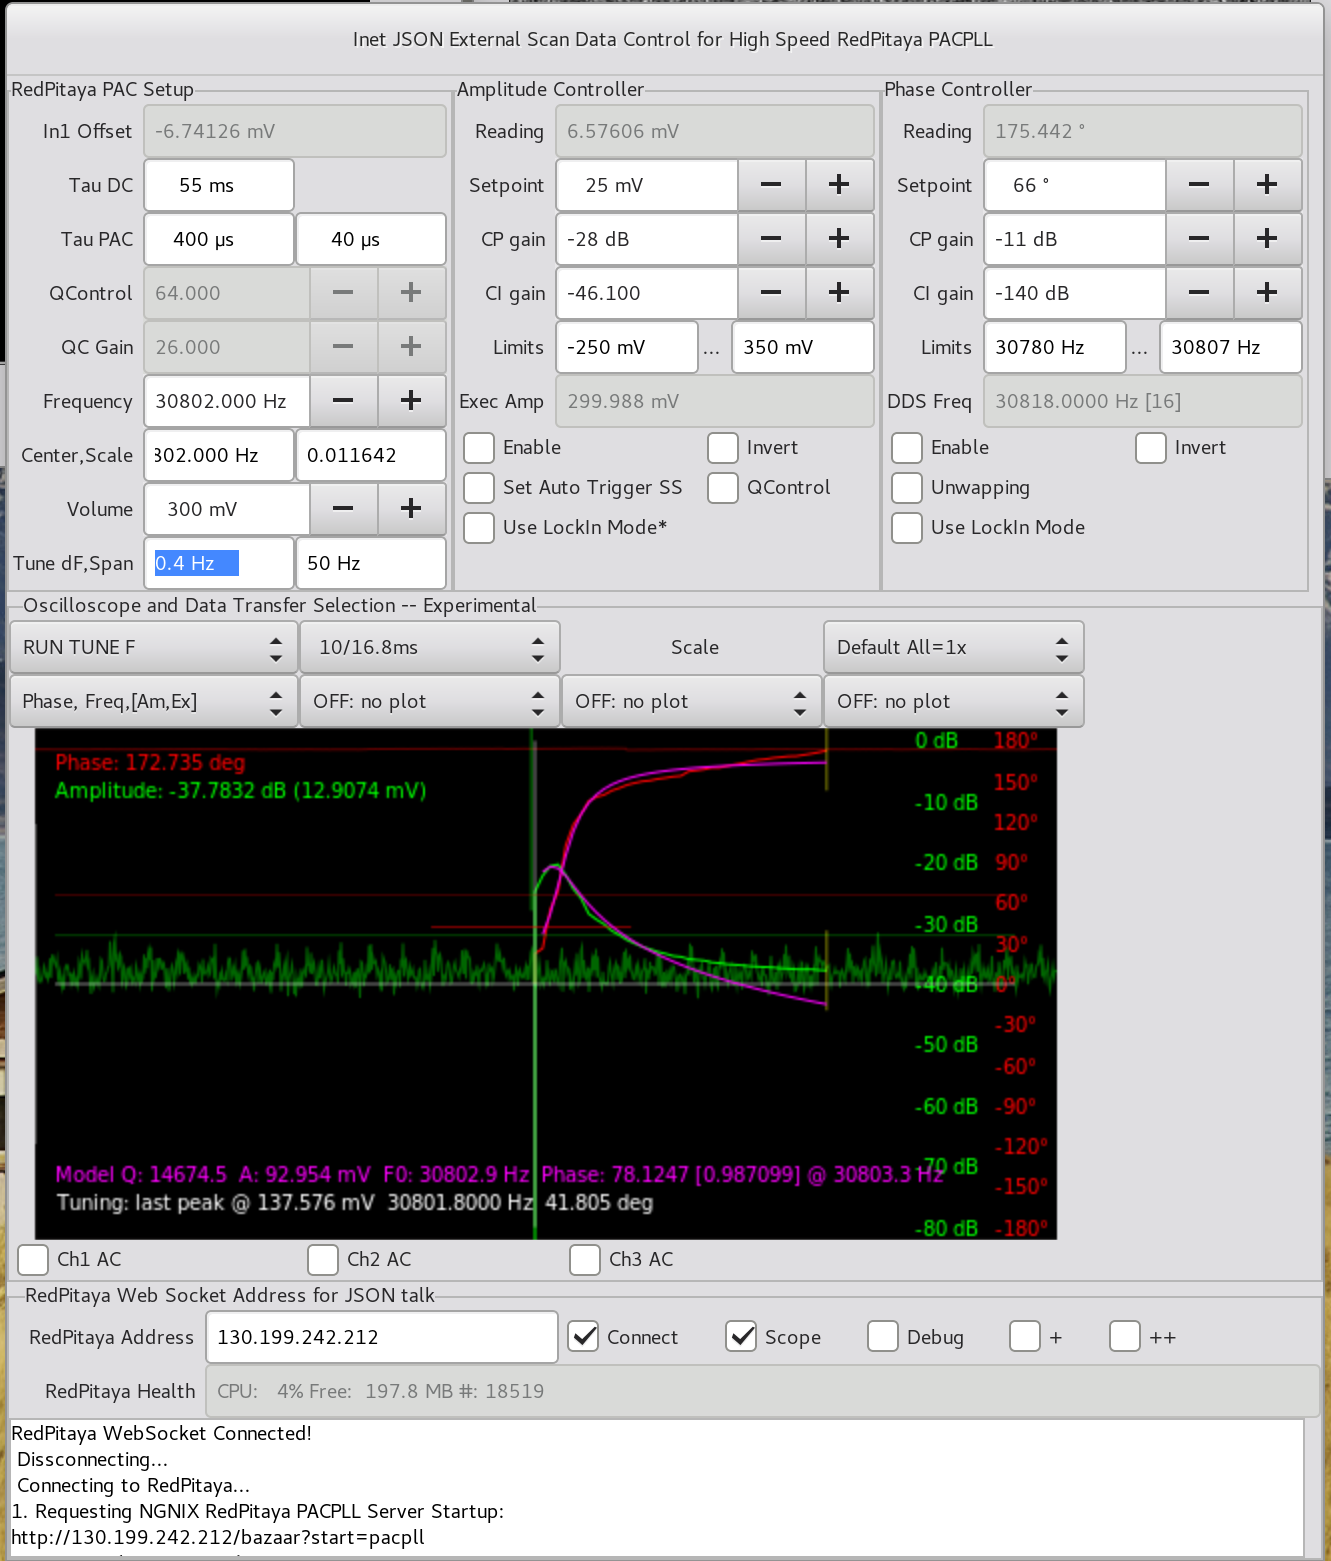 Inet JSON External Scan Data Control for High Speed RedPitaya PACPLL
RedPitaya PAC Setup
In1 Offset -6.74126 mV
Tau DC 55 ms
Tau PAC 400 µs 40 µs
QControl 64.000 − +
QC Gain 26.000 − +
Frequency 30802.000 Hz − +
Center,Scale 302.000 Hz 0.011642
Volume 300 mV − +
Tune dF,Span 0.4 Hz 50 Hz
Amplitude Controller
Reading 6.57606 mV
Setpoint 25 mV − +
CP gain -28 dB − +
CI gain -46.100 − +
Limits -250 mV ... 350 mV
Exec Amp 299.988 mV
Enable Invert
Set Auto Trigger SS QControl
Use LockIn Mode*
Phase Controller
Reading 175.442 °
Setpoint 66 ° − +
CP gain -11 dB − +
CI gain -140 dB − +
Limits 30780 Hz ... 30807 Hz
DDS Freq 30818.0000 Hz [16]
Enable Invert
Unwapping
Use LockIn Mode
Oscilloscope and Data Transfer Selection -- Experimental
RUN TUNE F 10/16.8ms Scale Default All=1x
Phase, Freq,[Am,Ex] OFF: no plot OFF: no plot OFF: no plot
0 dB 180°
Phase: 172.735 deg
150°
Amplitude: -37.7832 dB (12.9074 mV)
-10 dB
120°
-20 dB 90°
60°
-30 dB
30°
-40 dB 0°
-30°
-50 dB
-60°
-60 dB -90°
-120°
-70 dB
Model Q: 14674.5 A: 92.954 mV F0: 30802.9 Hz Phase: 78.1247 [0.987099] @ 30803.3 Hz
-150°
Tuning: last peak @ 137.576 mV 30801.8000 Hz 41.805 deg
-80 dB -180°
Ch1 AC Ch2 AC Ch3 AC
RedPitaya Web Socket Address for JSON talk
RedPitaya Address 130.199.242.212 Connect Scope Debug + ++
RedPitaya Health CPU: 4% Free: 197.8 MB #: 18519
RedPitaya WebSocket Connected!
Dissconnecting...
Connecting to RedPitaya...
1. Requesting NGNIX RedPitaya PACPLL Server Startup:
http://130.199.242.212/bazaar?start=pacpll